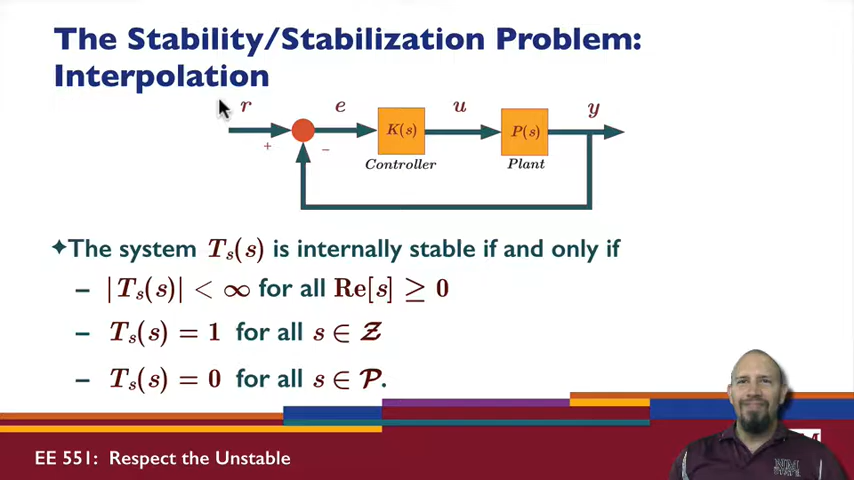 The Stability/Stabilization Problem:
Interpolation
r e u y
K(s) P(s)
+ −
Controller Plant
✦The system Tₛ(s) is internally stable if and only if
– |Tₛ(s)| < ∞ for all Re[s] ≥ 0
– Tₛ(s) = 1 for all s ∈ 𝒵
– Tₛ(s) = 0 for all s ∈ 𝒫.
EE 551: Respect the Unstable